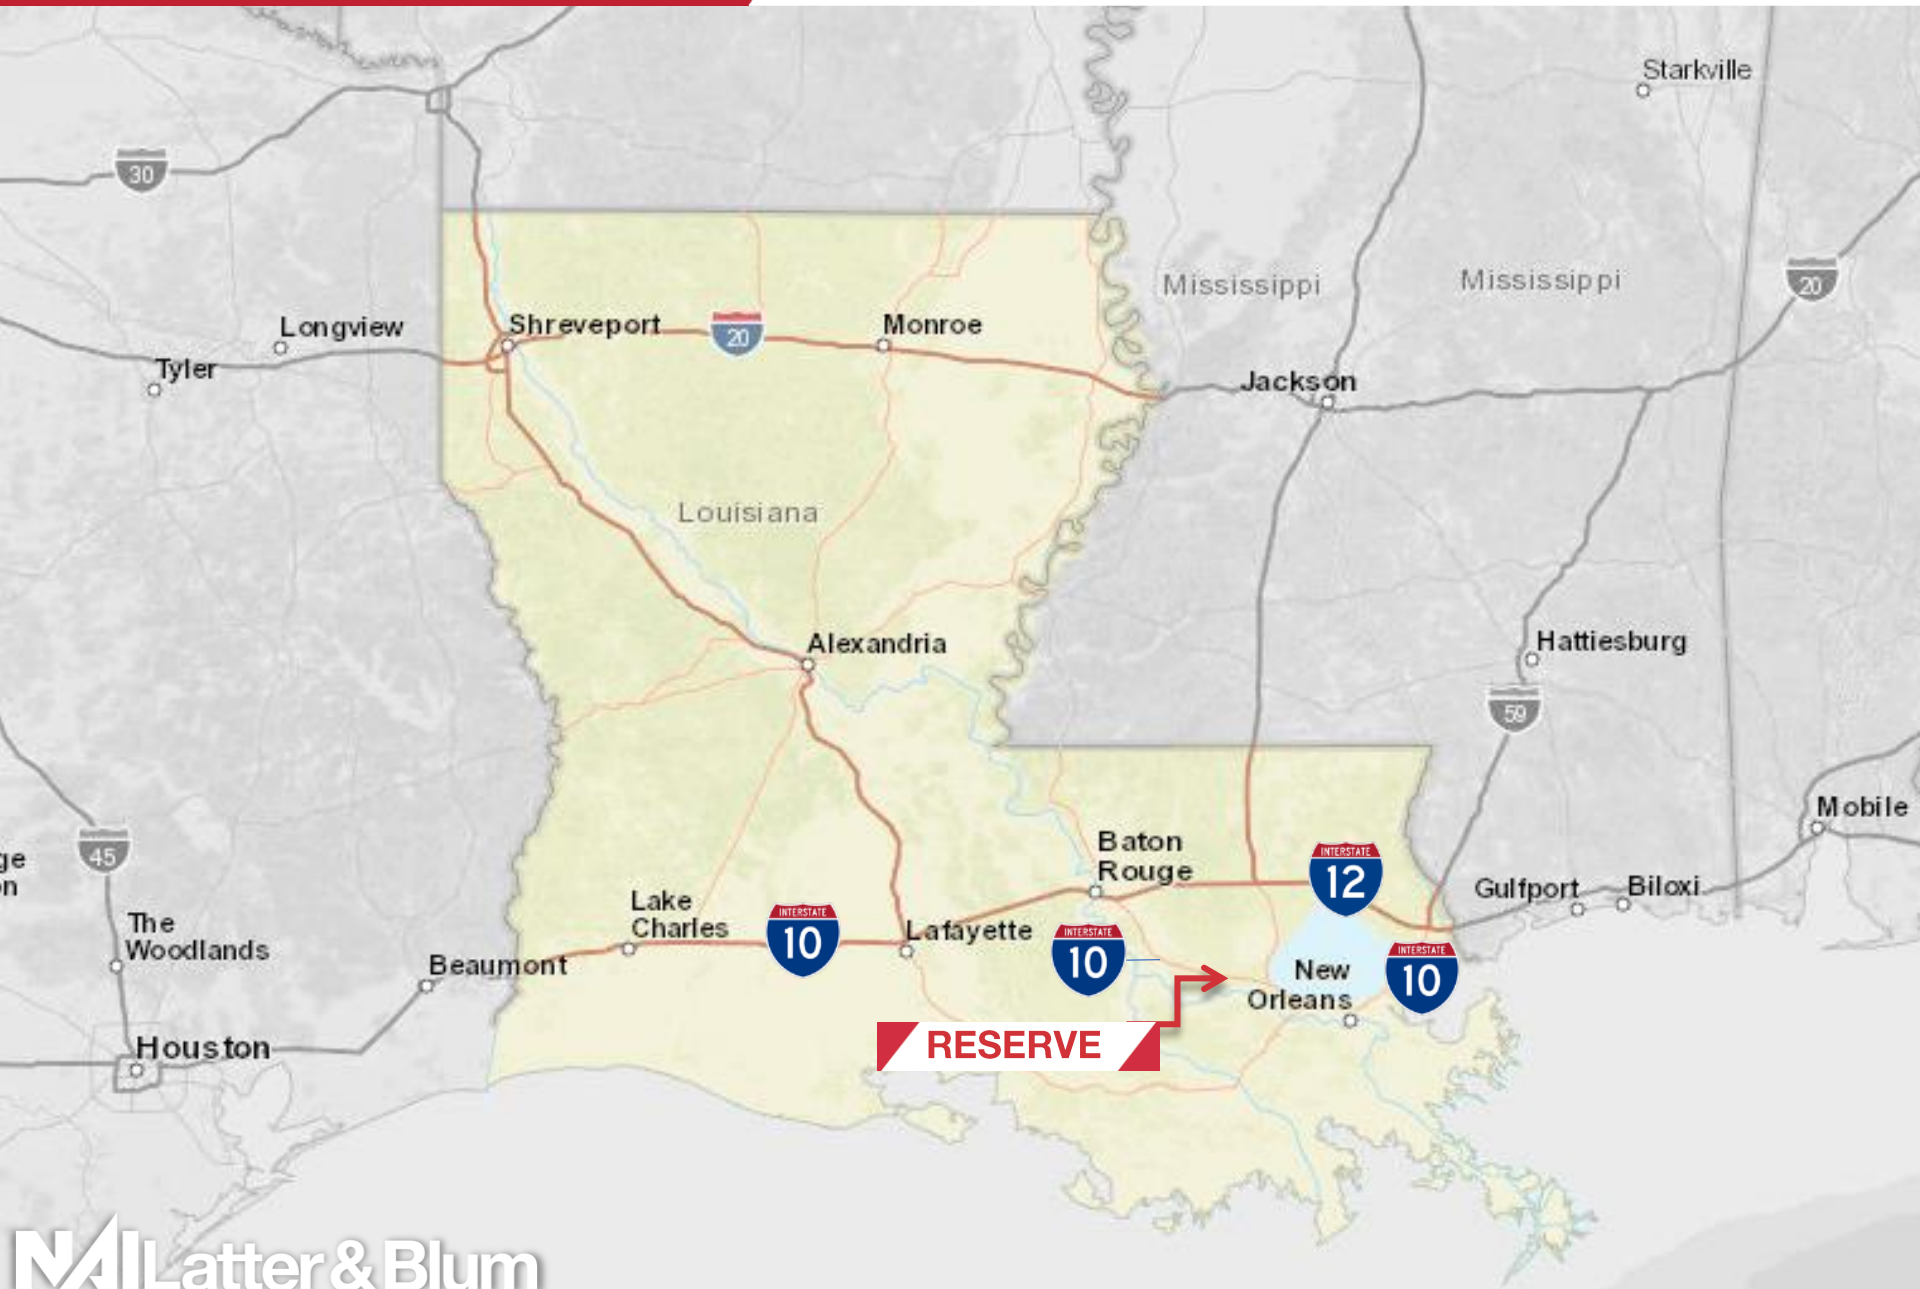 Starkville
30
Mississippi
Mississippi
20
Longview
Shreveport
20
Monroe
Tyler
Jackson
Louisiana
Alexandria
Hattiesburg
59
Mobile
45
ge
n
Baton
Rouge
INTERSTATE
12
Gulfport
Biloxi
Lake
Charles
INTERSTATE
10
Lafayette
INTERSTATE
10
The
Woodlands
Beaumont
New
Orleans
INTERSTATE
10
Houston
RESERVE
NAI Latter & Blum